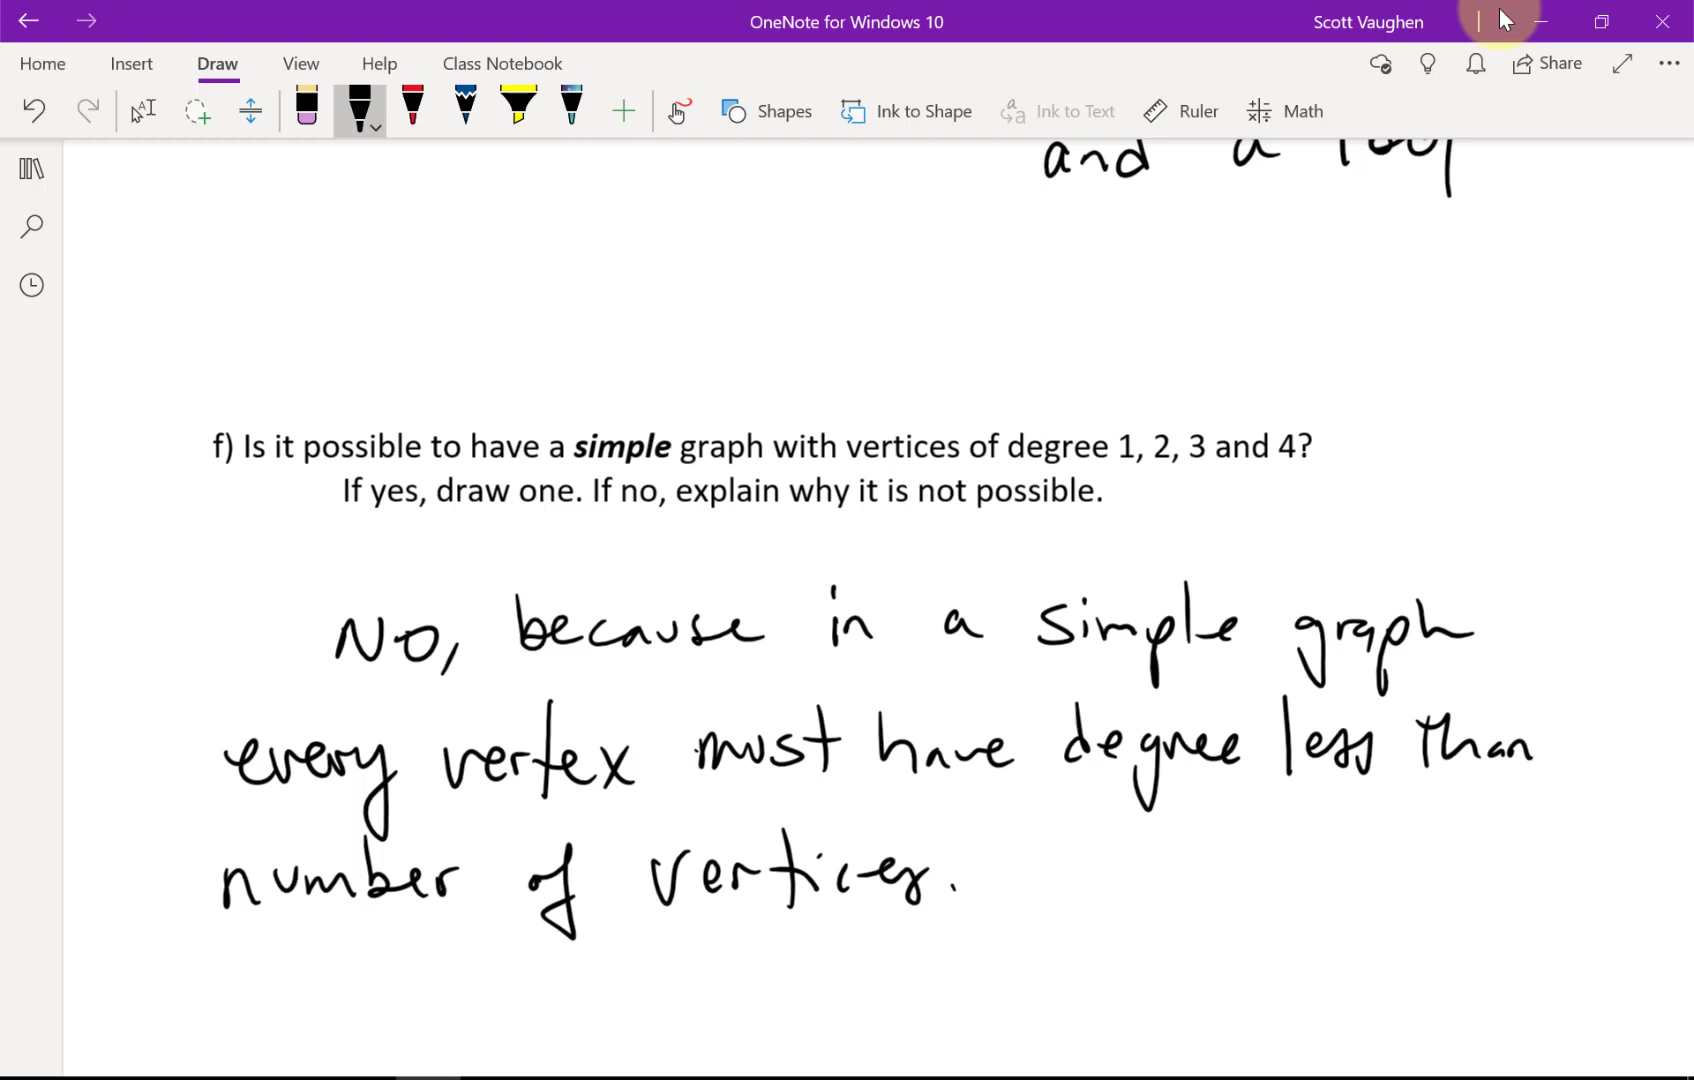 OneNote for Windows 10
Scott Vaughen
Home Insert Draw View Help Class Notebook
Share
Shapes Ink to Shape Ink to Text Ruler Math
and a
f) Is it possible to have a simple graph with vertices of degree 1, 2, 3 and 4?
If yes, draw one. If no, explain why it is not possible.
No, because in a simple graph
every vertex must have degree less than
number of vertices.